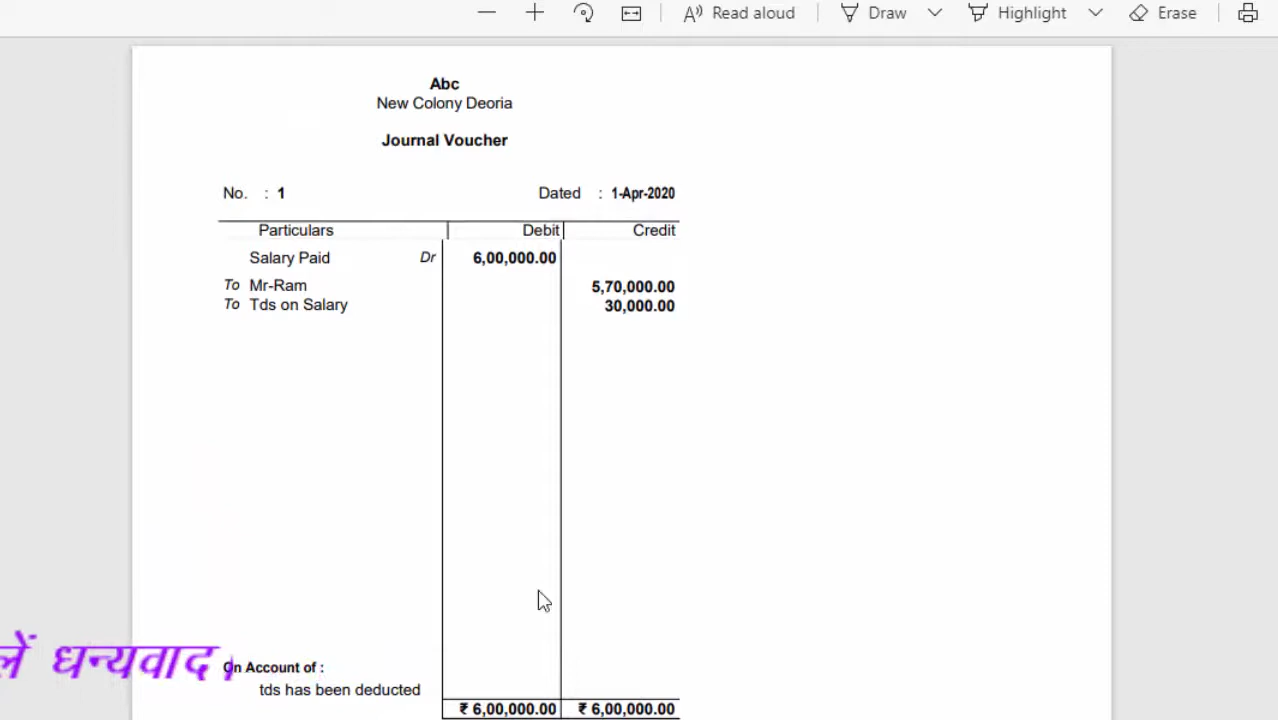 Read aloud Draw Highlight Erase
Abc
New Colony Deoria
Journal Voucher
No. : 1 Dated : 1-Apr-2020
Particulars Debit Credit
Salary Paid Dr 6,00,000.00
To Mr-Ram 5,70,000.00
To Tds on Salary 30,000.00
धन्यवाद।
On Account of :
tds has been deducted
₹ 6,00,000.00 ₹ 6,00,000.00